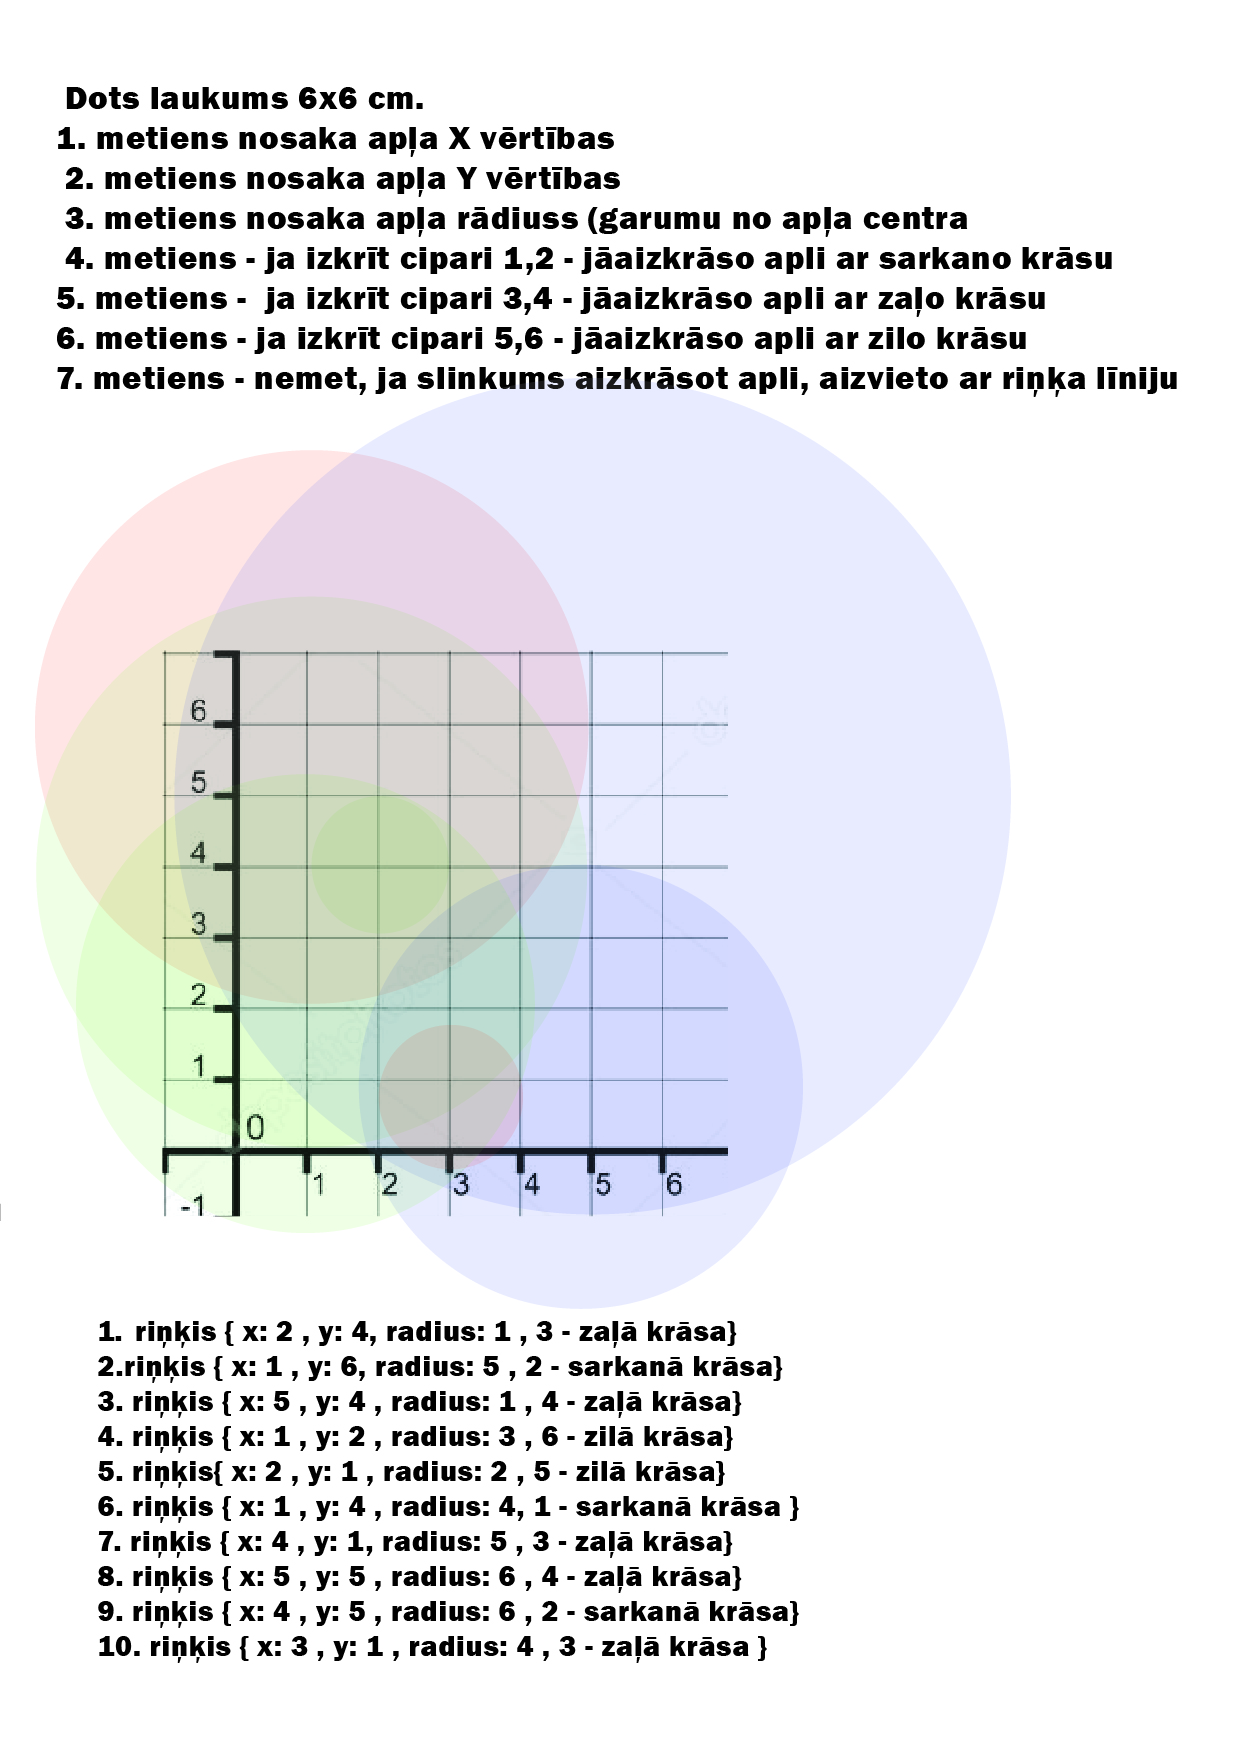 Dots laukums 6x6 cm.
1. metiens nosaka apļa X vērtības
2. metiens nosaka apļa Y vērtības
3. metiens nosaka apļa rādiuss (garumu no apļa centra
4. metiens - ja izkrīt cipari 1,2 - jāaizkrāso apli ar sarkano krāsu
5. metiens -  ja izkrīt cipari 3,4 - jāaizkrāso apli ar zaļo krāsu
6. metiens - ja izkrīt cipari 5,6 - jāaizkrāso apli ar zilo krāsu
7. metiens - nemet, ja slinkums aizkrāsot apli, aizvieto ar riņķa līniju
6
5
4
3
2
1
0
1 2 3 4 5 6
-1
1. riņķis { x: 2 , y: 4, radius: 1 , 3 - zaļā krāsa}
2.riņķis { x: 1 , y: 6, radius: 5 , 2 - sarkanā krāsa}
3. riņķis { x: 5 , y: 4 , radius: 1 , 4 - zaļā krāsa}
4. riņķis { x: 1 , y: 2 , radius: 3 , 6 - zilā krāsa}
5. riņķis{ x: 2 , y: 1 , radius: 2 , 5 - zilā krāsa}
6. riņķis { x: 1 , y: 4 , radius: 4, 1 - sarkanā krāsa }
7. riņķis { x: 4 , y: 1, radius: 5 , 3 - zaļā krāsa}
8. riņķis { x: 5 , y: 5 , radius: 6 , 4 - zaļā krāsa}
9. riņķis { x: 4 , y: 5 , radius: 6 , 2 - sarkanā krāsa}
10. riņķis { x: 3 , y: 1 , radius: 4 , 3 - zaļā krāsa }